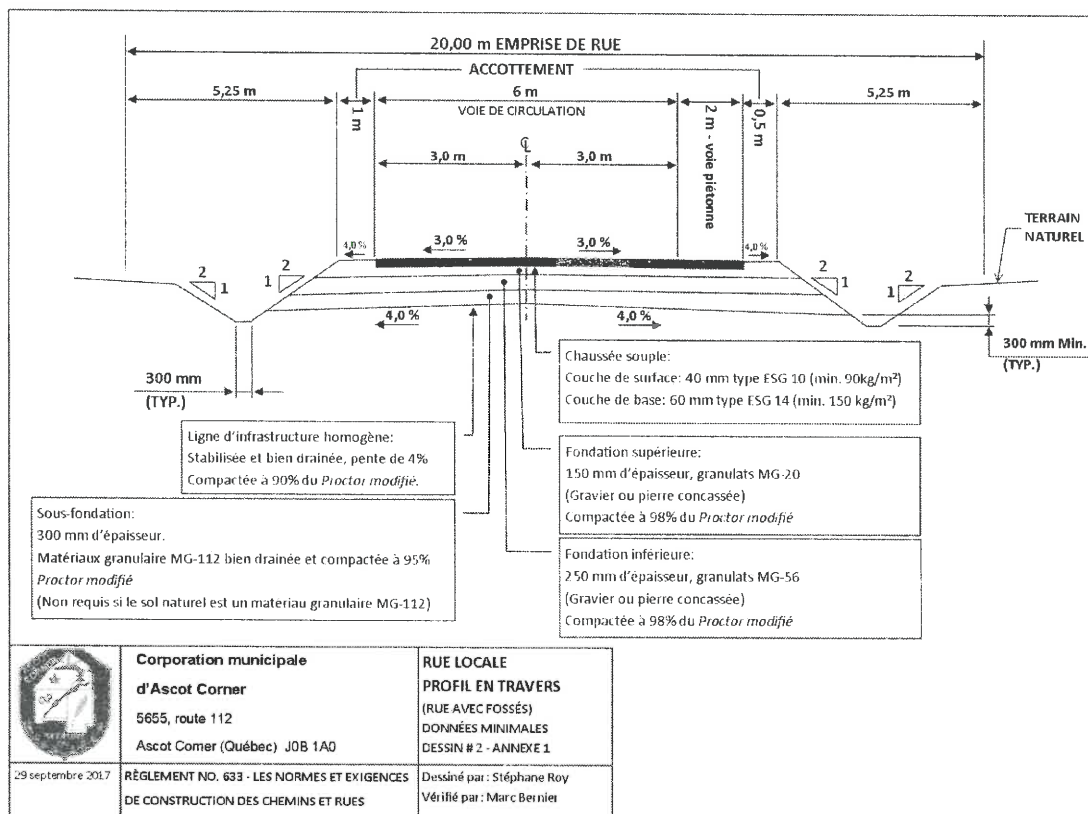 20,00 m EMPRISE DE RUE
ACCOTTEMENT
5,25 m
1 m
6 m
VOIE DE CIRCULATION
2 m - voie piétonne
0,5 m
5,25 m
℄
3,0 m
3,0 m
TERRAIN
NATUREL
4,0 %
3,0 %
3,0 %
4,0 %
2
1
2
1
2
1
2
1
4,0 %
4,0 %
300 mm
(TYP.)
300 mm Min.
(TYP.)
Chaussée souple:
Couche de surface: 40 mm type ESG 10 (min. 90kg/m²)
Couche de base: 60 mm type ESG 14 (min. 150 kg/m²)
Ligne d'infrastructure homogène:
Stabilisée et bien drainée, pente de 4%
Compactée à 90% du Proctor modifié.
Fondation supérieure:
150 mm d'épaisseur, granulats MG-20
(Gravier ou pierre concassée)
Compactée à 98% du Proctor modifié
Sous-fondation:
300 mm d'épaisseur.
Matériaux granulaire MG-112 bien drainée et compactée à 95%
Proctor modifié
(Non requis si le sol naturel est un materiau granulaire MG-112)
Fondation inférieure:
250 mm d'épaisseur, granulats MG-56
(Gravier ou pierre concassée)
Compactée à 98% du Proctor modifié
Corporation municipale
d'Ascot Corner
5655, route 112
Ascot Corner (Québec) J0B 1A0
RUE LOCALE
PROFIL EN TRAVERS
(RUE AVEC FOSSÉS)
DONNÉES MINIMALES
DESSIN # 2 - ANNEXE 1
29 septembre 2017
RÈGLEMENT NO. 633 - LES NORMES ET EXIGENCES
DE CONSTRUCTION DES CHEMINS ET RUES
Dessiné par: Stéphane Roy
Vérifié par: Marc Bernier